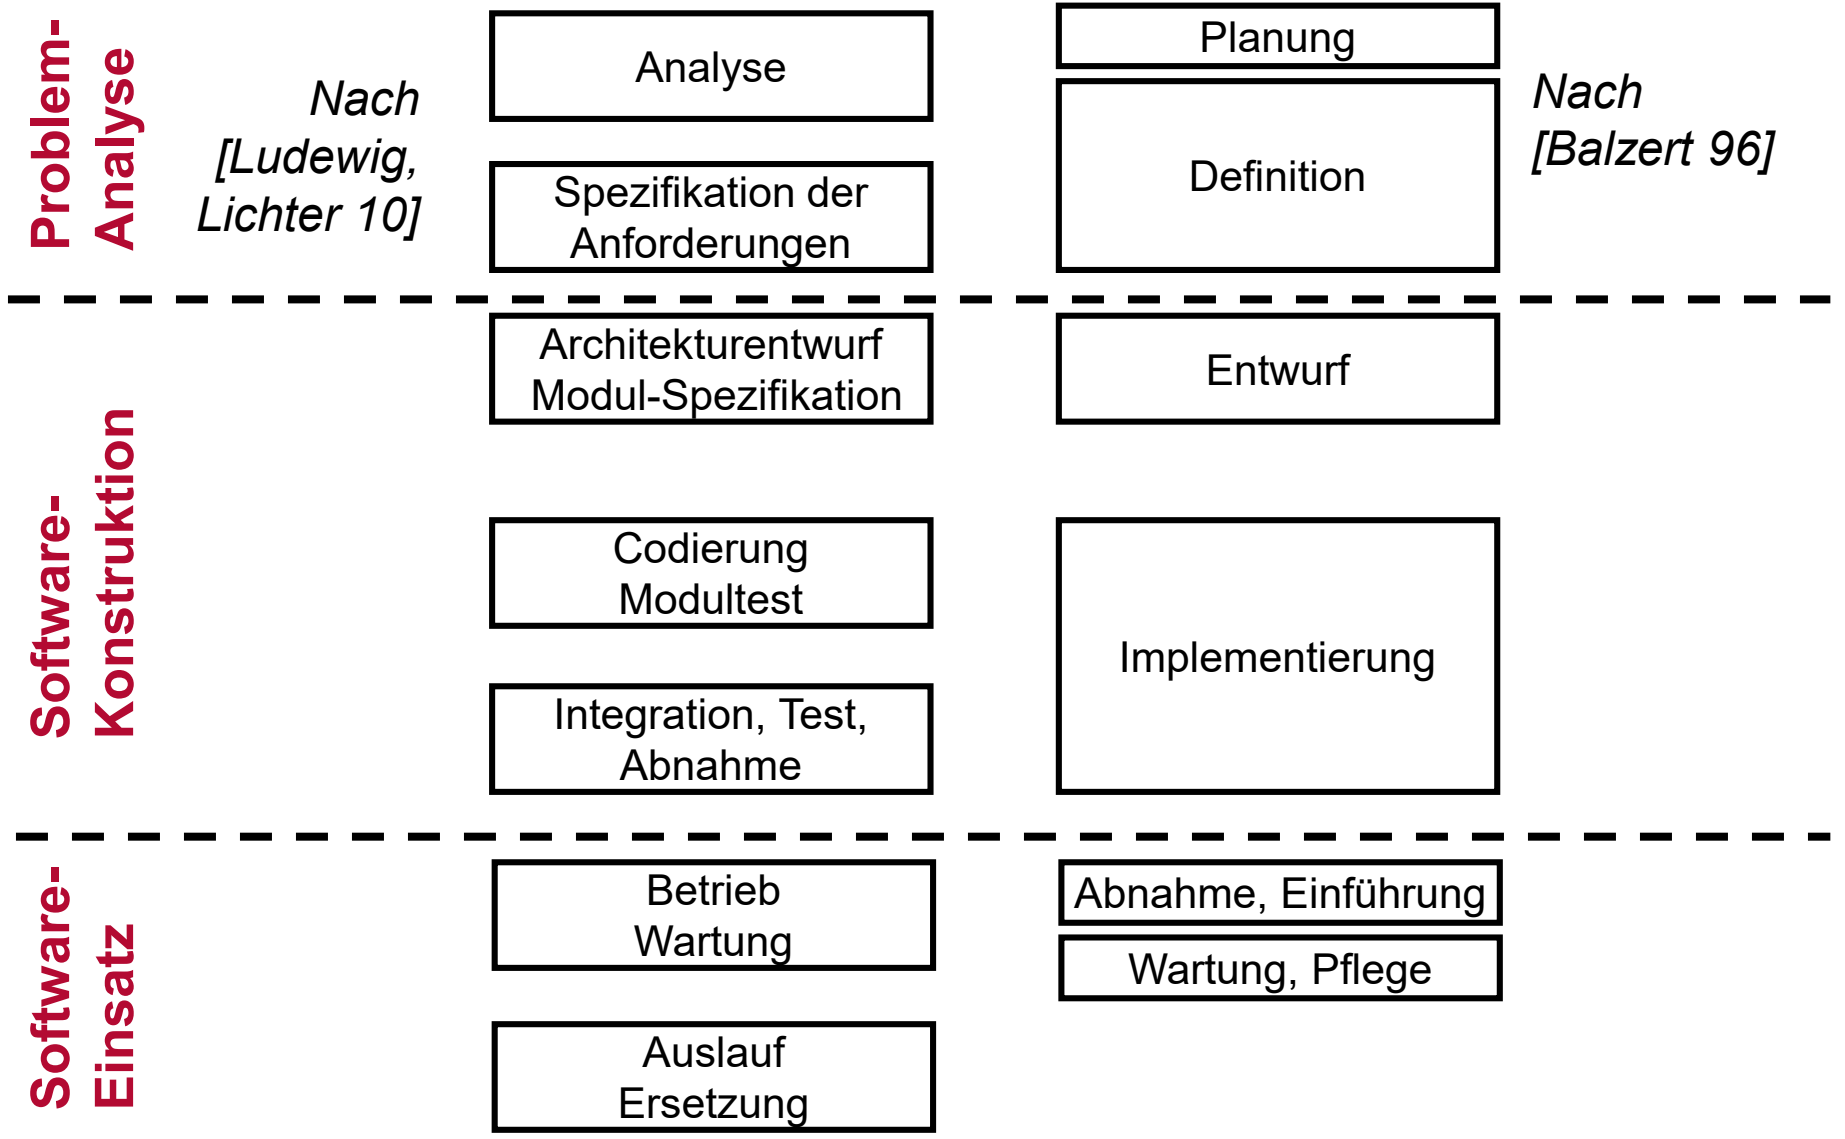 Problem-
Analyse
Nach
[Ludewig,
Lichter 10]
Analyse
Spezifikation der
Anforderungen
Planung
Definition
Nach
[Balzert 96]
Software-
Konstruktion
Architekturentwurf
Modul-Spezifikation
Codierung
Modultest
Integration, Test,
Abnahme
Entwurf
Implementierung
Software-
Einsatz
Betrieb
Wartung
Auslauf
Ersetzung
Abnahme, Einführung
Wartung, Pflege